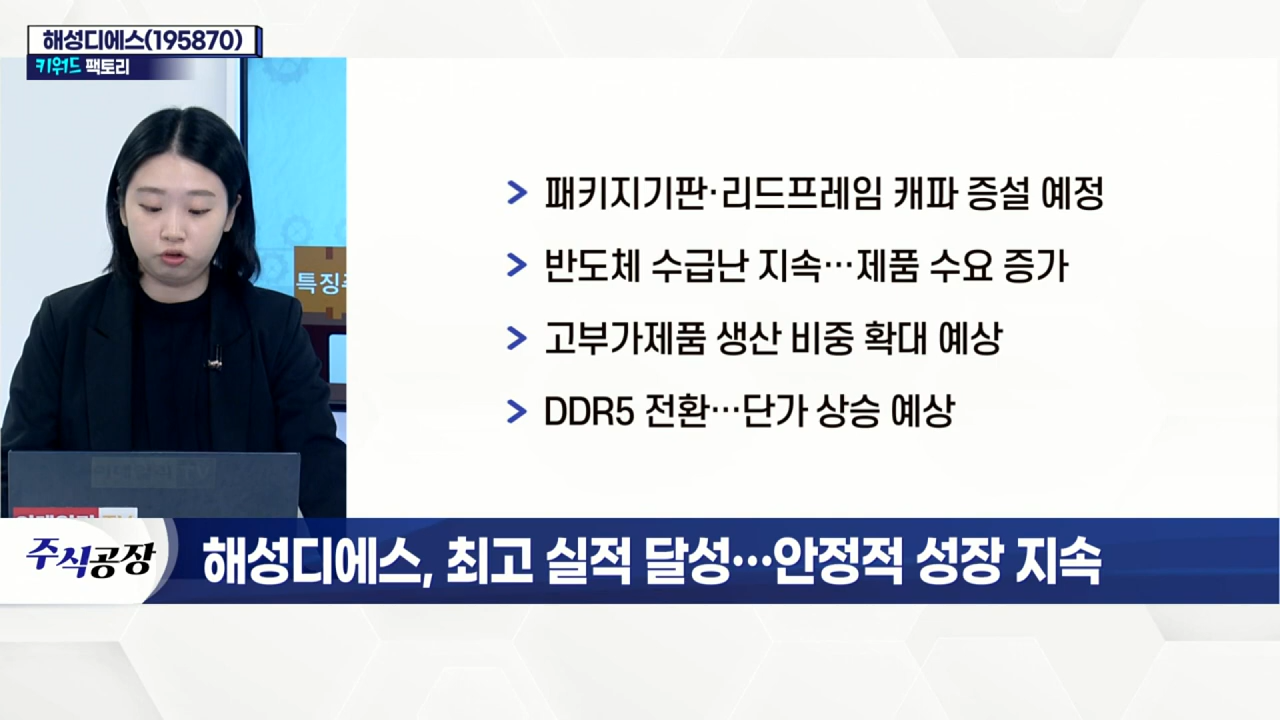 해성디에스(195870)
키워드 팩토리
> 패키지기판·리드프레임 캐파 증설 예정
> 반도체 수급난 지속…제품 수요 증가
> 고부가제품 생산 비중 확대 예상
> DDR5 전환…단가 상승 예상
특징주
주식공장
해성디에스, 최고 실적 달성…안정적 성장 지속